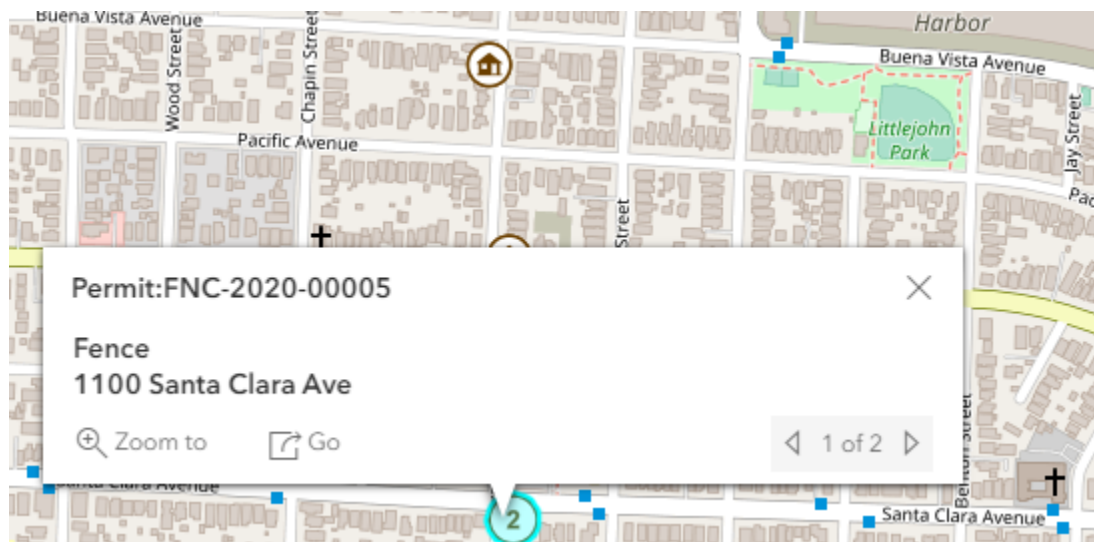 Harbor
Buena Vista Avenue
Buena Vista Avenue
Wood Street
Chapin Street
Pacific Avenue
Littlejohn
Park
Jay Street
Pac
Street
Permit:FNC-2020-00005
Fence
1100 Santa Clara Ave
Zoom to
Go
1 of 2
Benton Street
Santa Clara Avenue
2
Santa Clara Avenue